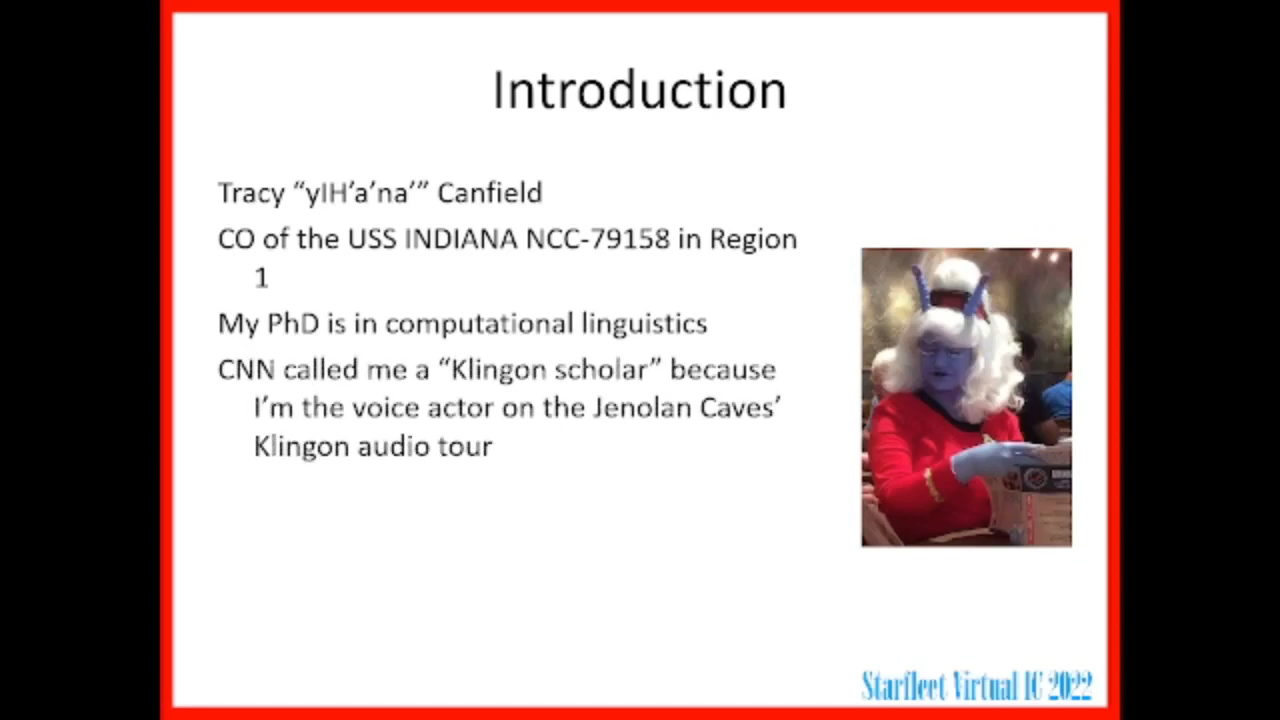 Introduction
Tracy “yIH’a’na’” Canfield
CO of the USS INDIANA NCC-79158 in Region
1
My PhD is in computational linguistics
CNN called me a “Klingon scholar” because
I’m the voice actor on the Jenolan Caves’
Klingon audio tour
Starfleet Virtual IC 2022